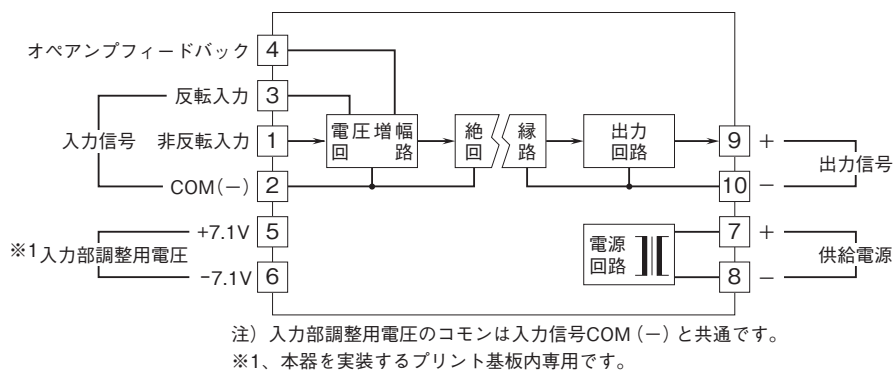 オペアンプフィードバック 4
反転入力 3
入力信号
非反転入力 1
COM(−) 2
電圧増幅
回 路
絶 縁
回 路
出力
回路
9 +
10 −
出力信号
※1入力部調整用電圧
+7.1V 5
−7.1V 6
電源
回路
7 +
8 −
供給電源
注）入力部調整用電圧のコモンは入力信号COM（−）と共通です。
※1、本器を実装するプリント基板内専用です。